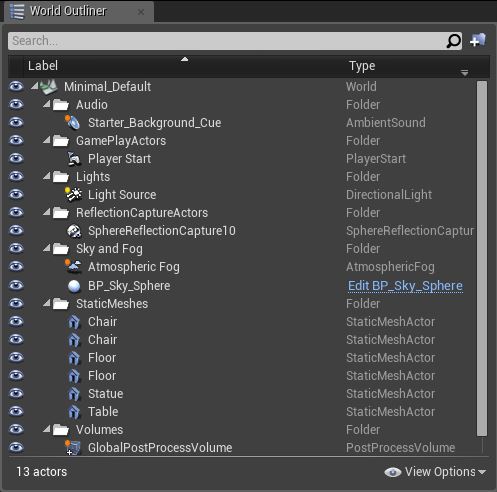 World Outliner
Search...
Label Type
Minimal_Default World
Audio Folder
Starter_Background_Cue AmbientSound
GamePlayActors Folder
Player Start PlayerStart
Lights Folder
Light Source DirectionalLight
ReflectionCaptureActors Folder
SphereReflectionCapture10 SphereReflectionCaptur
Sky and Fog Folder
Atmospheric Fog AtmosphericFog
BP_Sky_Sphere Edit BP_Sky_Sphere
StaticMeshes Folder
Chair StaticMeshActor
Chair StaticMeshActor
Floor StaticMeshActor
Floor StaticMeshActor
Statue StaticMeshActor
Table StaticMeshActor
Volumes Folder
GlobalPostProcessVolume PostProcessVolume
13 actors View Options